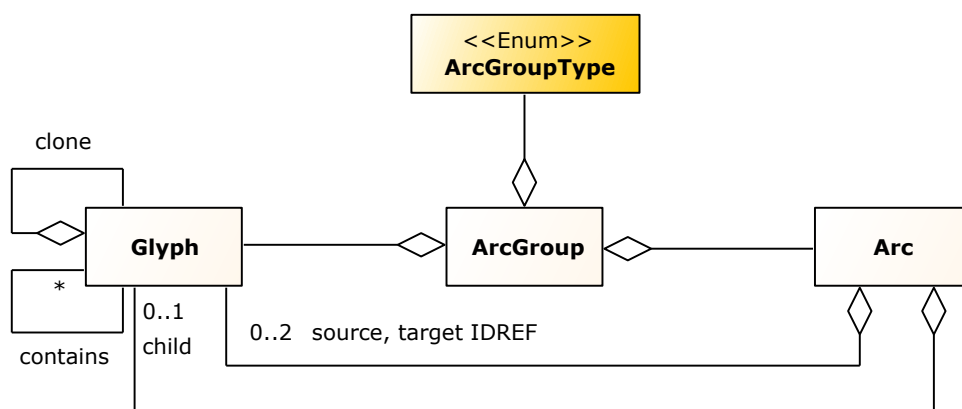 <<Enum>>
ArcGroupType
clone
Glyph
ArcGroup
Arc
*
0..1
child
0..2 source, target IDREF
contains